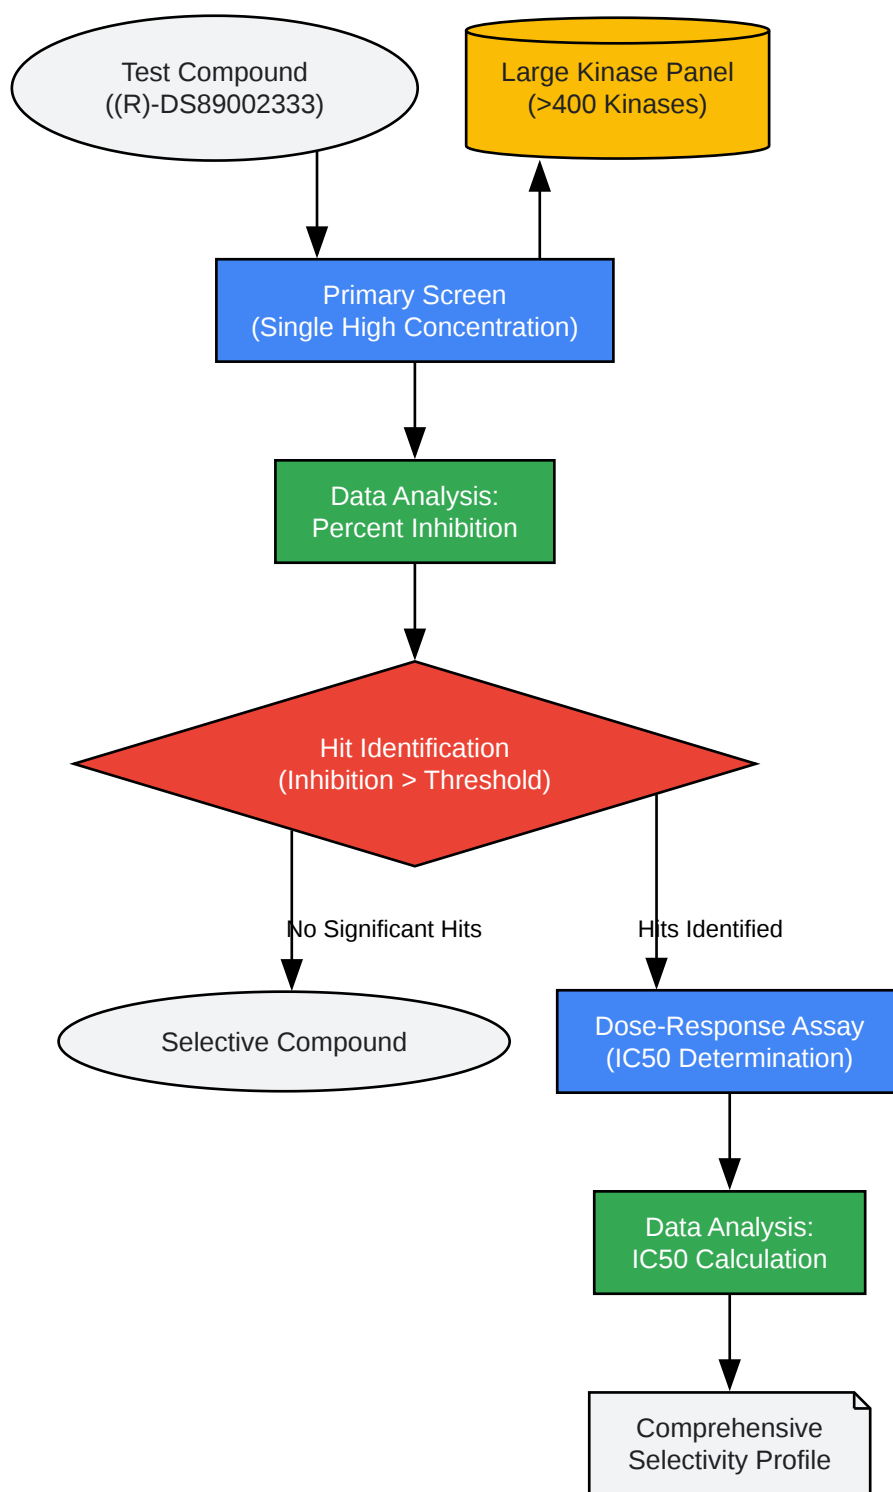 Test Compound
((R)-DS89002333)
Large Kinase Panel
(>400 Kinases)
Primary Screen
(Single High Concentration)
Data Analysis:
Percent Inhibition
Hit Identification
(Inhibition > Threshold)
No Significant Hits
Hits Identified
Selective Compound
Dose-Response Assay
(IC50 Determination)
Data Analysis:
IC50 Calculation
Comprehensive
Selectivity Profile